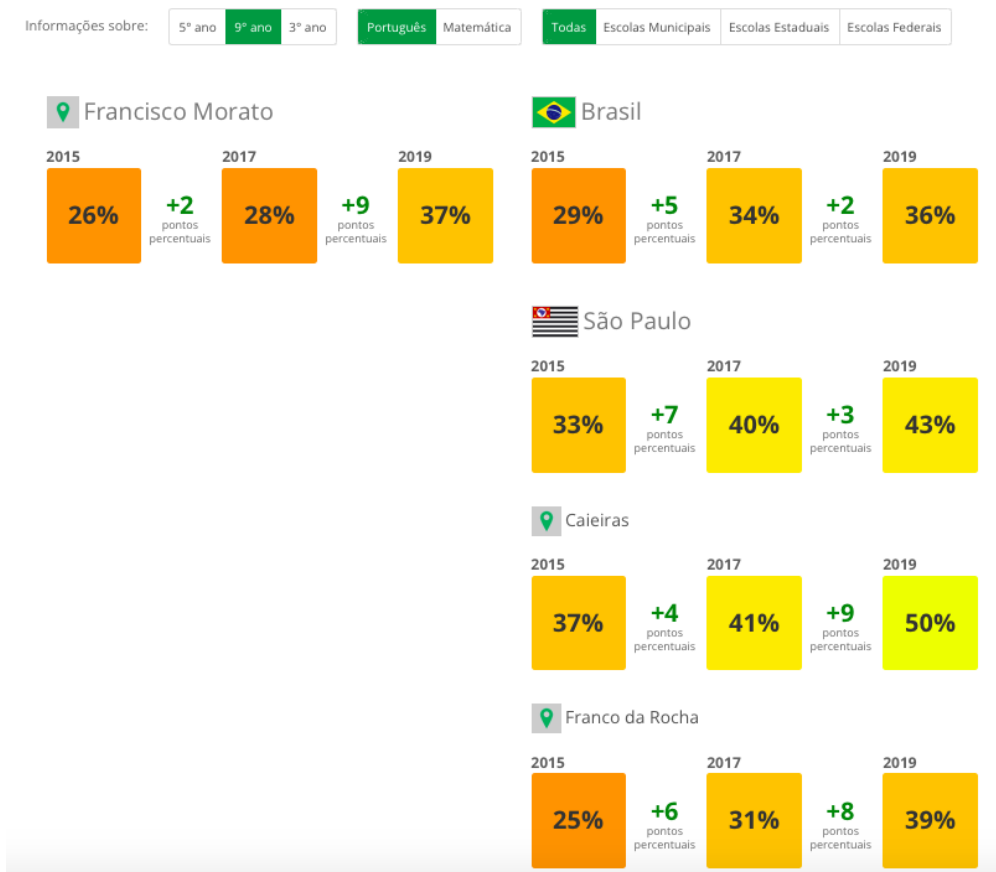 Informações sobre: 5º ano 9º ano 3º ano Português Matemática Todas Escolas Municipais Escolas Estaduais Escolas Federais
Francisco Morato
2015 2017 2019
26% +2 pontos percentuais 28% +9 pontos percentuais 37%
Brasil
2015 2017 2019
29% +5 pontos percentuais 34% +2 pontos percentuais 36%
São Paulo
2015 2017 2019
33% +7 pontos percentuais 40% +3 pontos percentuais 43%
Caieiras
2015 2017 2019
37% +4 pontos percentuais 41% +9 pontos percentuais 50%
Franco da Rocha
2015 2017 2019
25% +6 pontos percentuais 31% +8 pontos percentuais 39%